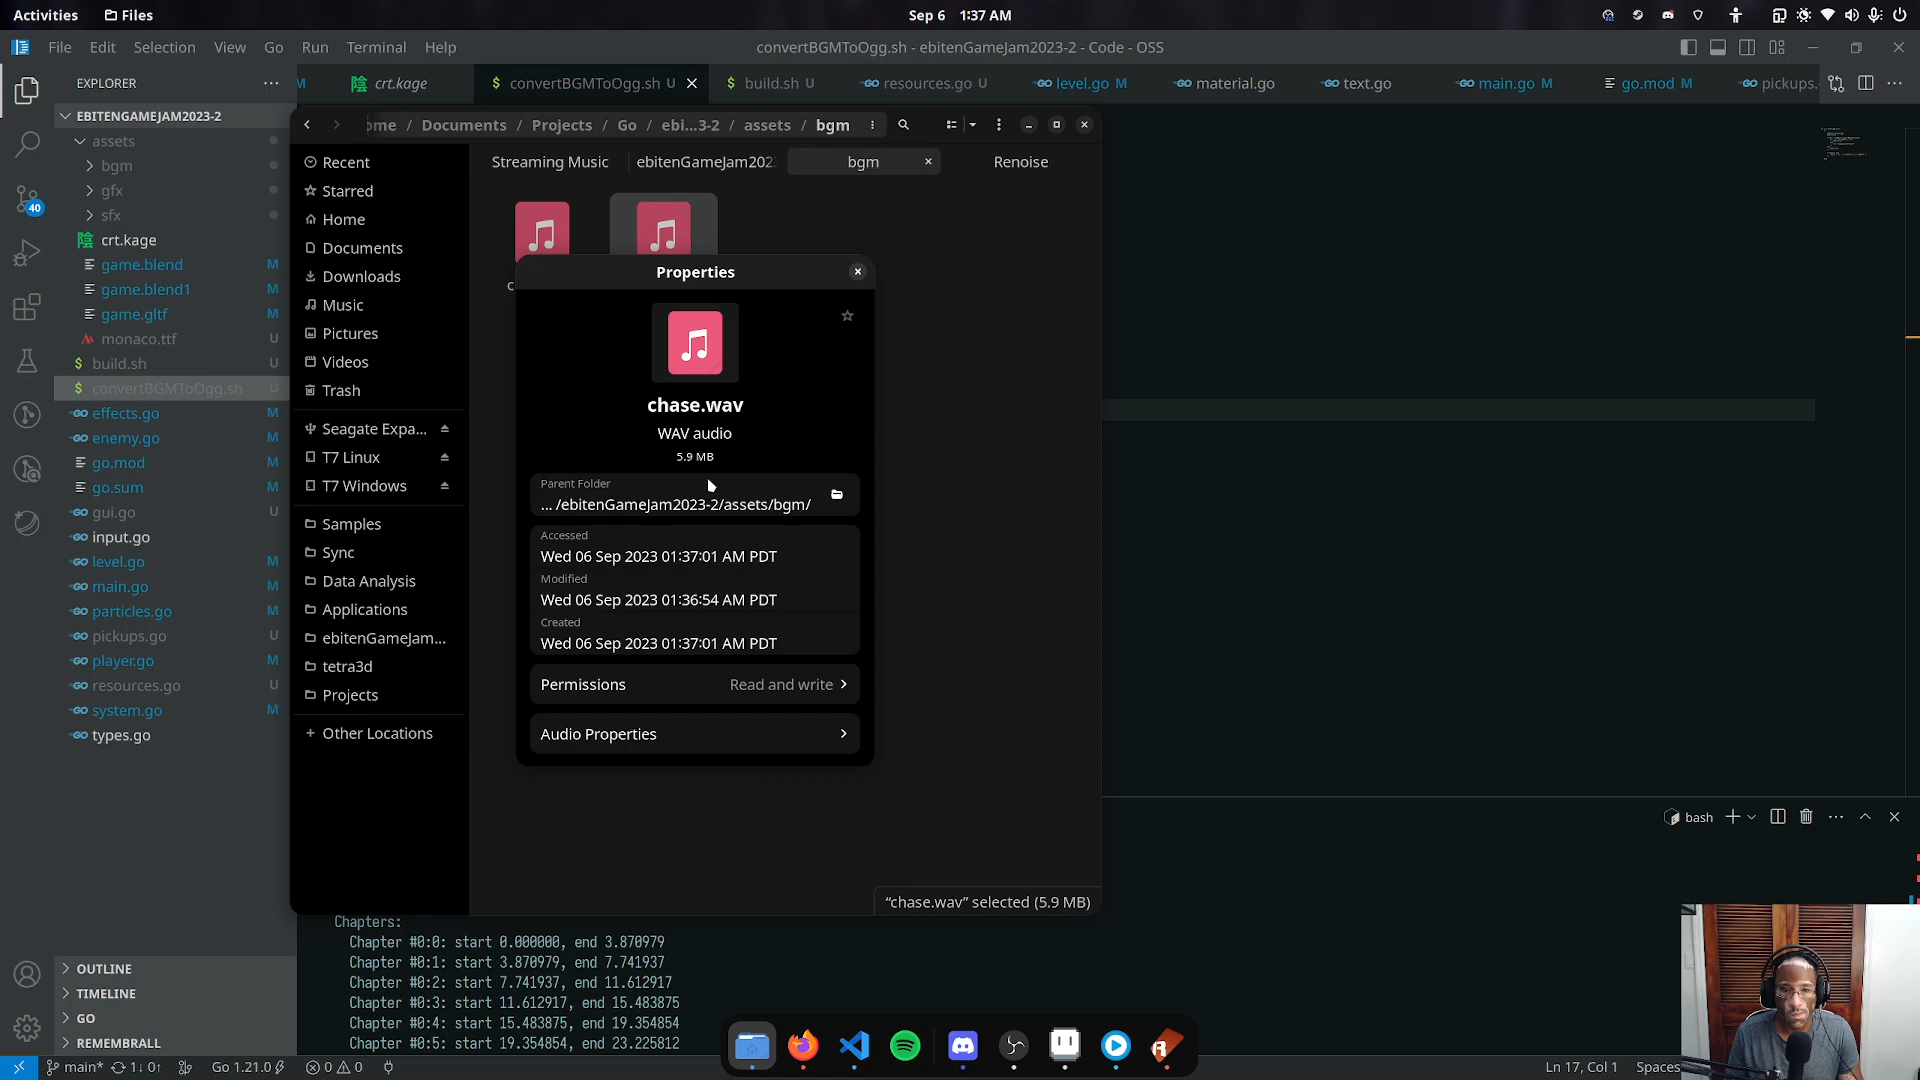 Activities
Files
Sep 6 1:37 AM
File Edit Selection View Go Run Terminal Help
convertBGMToOgg.sh - ebitenGameJam2023-2 - Code - OSS
EXPLORER
M
陰 crt.kage
$ convertBGMToOgg.sh U
$ build.sh U
resources.go U
level.go M
material.go
text.go
main.go M
go.mod M
pickups.
EBITENGAMEJAM2023-2
assets
bgm
gfx
sfx
陰 crt.kage
game.blend M
game.blend1 M
game.gltf M
monaco.ttf U
$ build.sh U
$ convertBGMToOgg.sh U
effects.go M
enemy.go M
go.mod M
go.sum M
gui.go U
input.go
level.go M
main.go M
particles.go M
pickups.go U
player.go M
resources.go U
system.go M
types.go
OUTLINE
TIMELINE
GO
REMEMBRALL
40
ome / Documents / Projects / Go / ebi...3-2 / assets / bgm
Streaming Music
ebitenGameJam202
bgm
Renoise
Recent
Starred
Home
Documents
Downloads
Music
Pictures
Videos
Trash
Seagate Expa...
T7 Linux
T7 Windows
Samples
Sync
Data Analysis
Applications
ebitenGameJam...
tetra3d
Projects
Other Locations
c
Properties
chase.wav
WAV audio
5.9 MB
Parent Folder
... /ebitenGameJam2023-2/assets/bgm/
Accessed
Wed 06 Sep 2023 01:37:01 AM PDT
Modified
Wed 06 Sep 2023 01:36:54 AM PDT
Created
Wed 06 Sep 2023 01:37:01 AM PDT
Permissions Read and write
Audio Properties
"chase.wav" selected (5.9 MB)
bash
Chapters:
Chapter #0:0: start 0.000000, end 3.870979
Chapter #0:1: start 3.870979, end 7.741937
Chapter #0:2: start 7.741937, end 11.612917
Chapter #0:3: start 11.612917, end 15.483875
Chapter #0:4: start 15.483875, end 19.354854
Chapter #0:5: start 19.354854, end 23.225812
main* 1↓ 0↑
Go 1.21.0
0 0
Ln 17, Col 1
Spaces